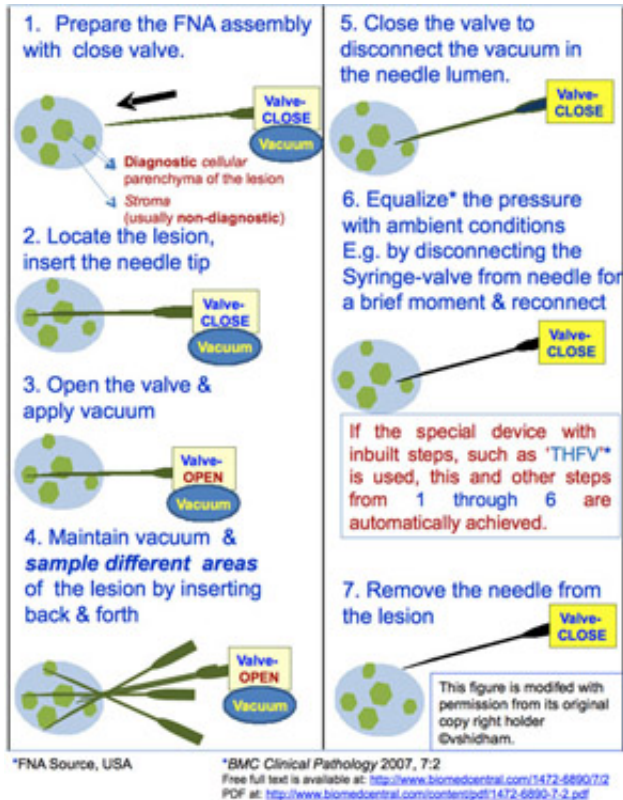 1. Prepare the FNA assembly
with close valve.
Valve-
CLOSE
Vacuum
Diagnostic cellular
parenchyma of the lesion
Stroma
(usually non-diagnostic)
2. Locate the lesion,
insert the needle tip
Valve-
CLOSE
Vacuum
3. Open the valve &
apply vacuum
Valve-
OPEN
Vacuum
4. Maintain vacuum &
sample different areas
of the lesion by inserting
back & forth
Valve-
OPEN
Vacuum
5. Close the valve to
disconnect the vacuum in
the needle lumen.
Valve-
CLOSE
6. Equalize* the pressure
with ambient conditions
E.g. by disconnecting the
Syringe-valve from needle for
a brief moment & reconnect
Valve-
CLOSE
If the special device with
inbuilt steps, such as 'THFV'*
is used, this and other steps
from 1 through 6 are
automatically achieved.
7. Remove the needle from
the lesion
Valve-
CLOSE
This figure is modifed with
permission from its original
copy right holder
©vshidham.
*FNA Source, USA
*BMC Clinical Pathology 2007, 7:2
Free full text is available at: http://www.biomedcentral.com/1472-6890/7/2
PDF at: http://www.biomedcentral.com/content/pdf/1472-6890-7-2.pdf